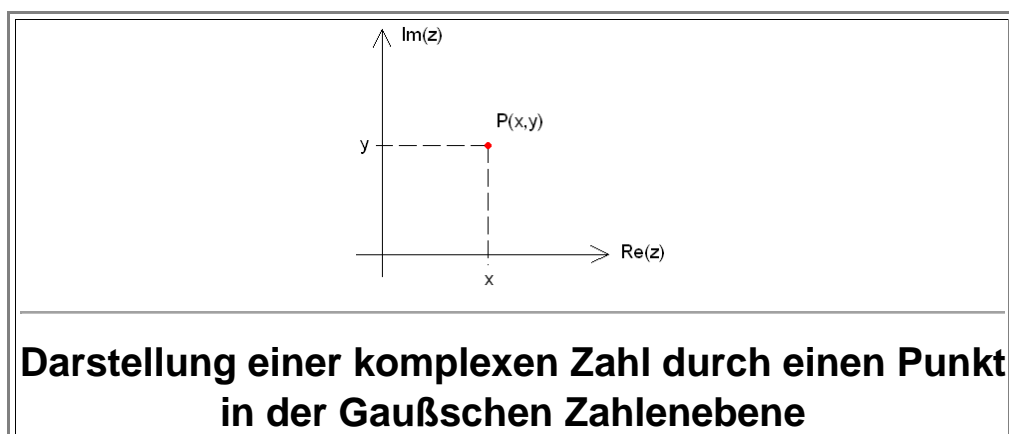 Im(z)
P(x,y)
y
Re(z)
x
Darstellung einer komplexen Zahl durch einen Punkt
in der Gaußschen Zahlenebene